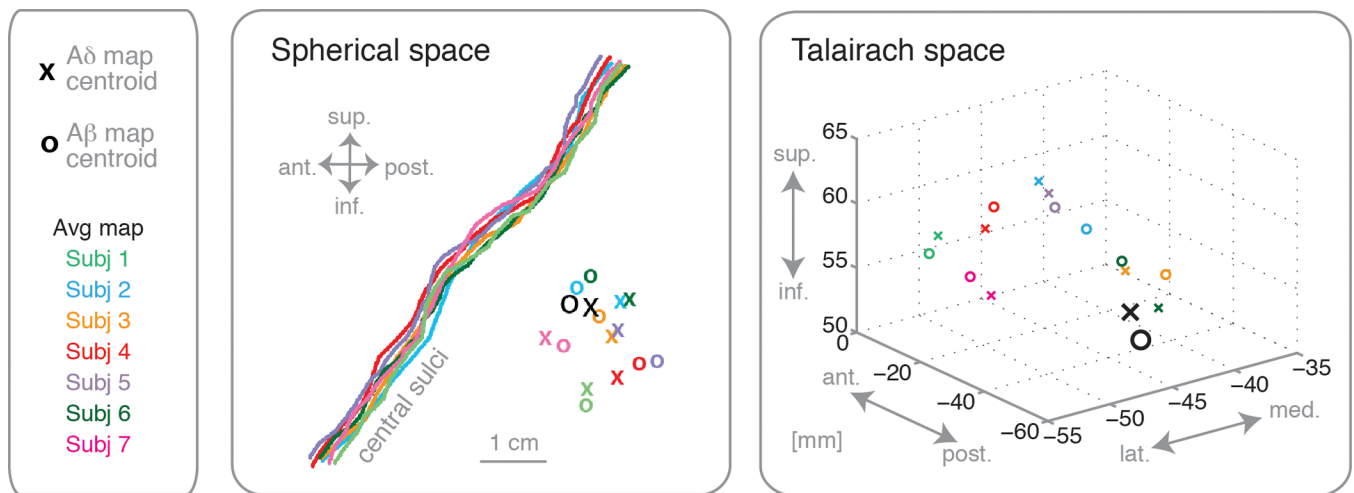 x Aδ map
centroid
o Aβ map
centroid
Avg map
Subj 1
Subj 2
Subj 3
Subj 4
Subj 5
Subj 6
Subj 7
Spherical space
sup.
ant.
post.
inf.
central sulci
1 cm
Talairach space
65
60
55
50
sup.
inf.
0
−20
−40
−60
ant.
post.
[mm]
−55
−50
−45
−40
−35
lat.
med.